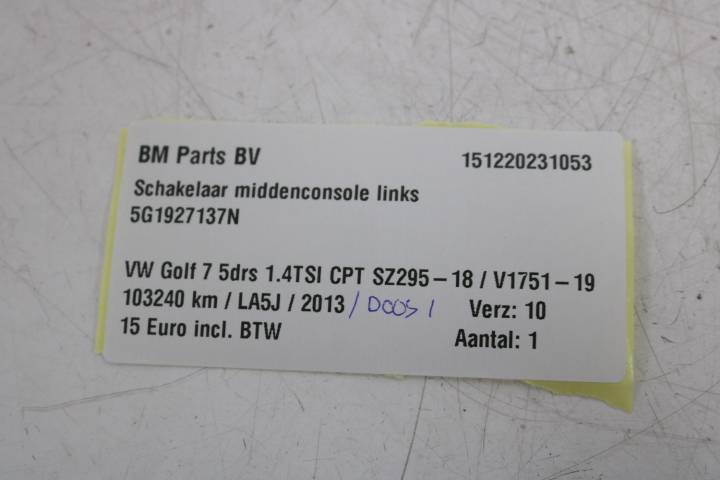 BM Parts BV 151220231053
Schakelaar middenconsole links
5G1927137N
VW Golf 7 5drs 1.4TSI CPT SZ295-18 / V1751-19
103240 km / LA5J / 2013 / DOOS 1 Verz: 10
15 Euro incl. BTW Aantal: 1